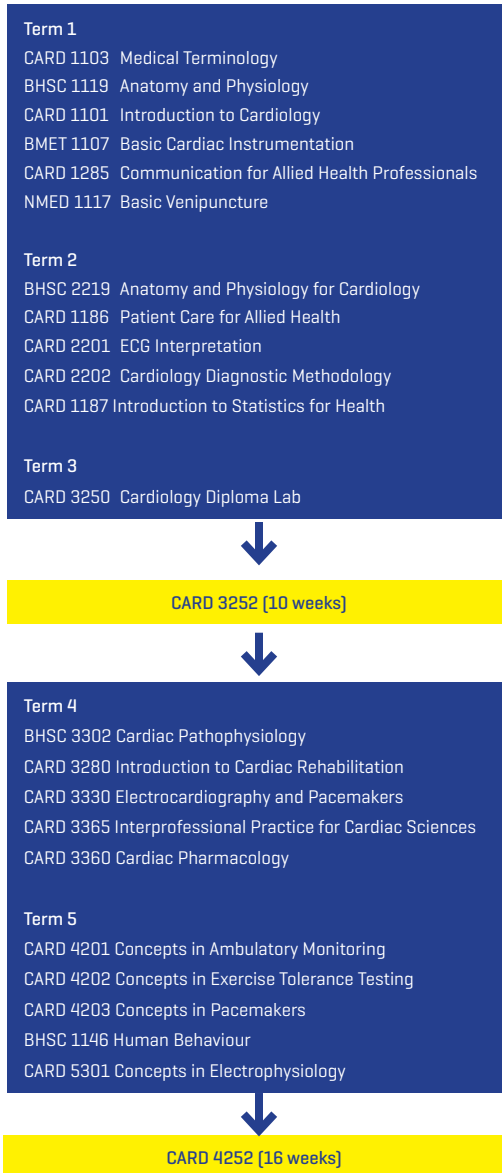 Term 1
CARD 1103 Medical Terminology
BHSC 1119 Anatomy and Physiology
CARD 1101 Introduction to Cardiology
BMET 1107 Basic Cardiac Instrumentation
CARD 1285 Communication for Allied Health Professionals
NMED 1117 Basic Venipuncture
Term 2
BHSC 2219 Anatomy and Physiology for Cardiology
CARD 1186 Patient Care for Allied Health
CARD 2201 ECG Interpretation
CARD 2202 Cardiology Diagnostic Methodology
CARD 1187 Introduction to Statistics for Health
Term 3
CARD 3250 Cardiology Diploma Lab
CARD 3252 (10 weeks)
Term 4
BHSC 3302 Cardiac Pathophysiology
CARD 3280 Introduction to Cardiac Rehabilitation
CARD 3330 Electrocardiography and Pacemakers
CARD 3365 Interprofessional Practice for Cardiac Sciences
CARD 3360 Cardiac Pharmacology
Term 5
CARD 4201 Concepts in Ambulatory Monitoring
CARD 4202 Concepts in Exercise Tolerance Testing
CARD 4203 Concepts in Pacemakers
BHSC 1146 Human Behaviour
CARD 5301 Concepts in Electrophysiology
CARD 4252 (16 weeks)